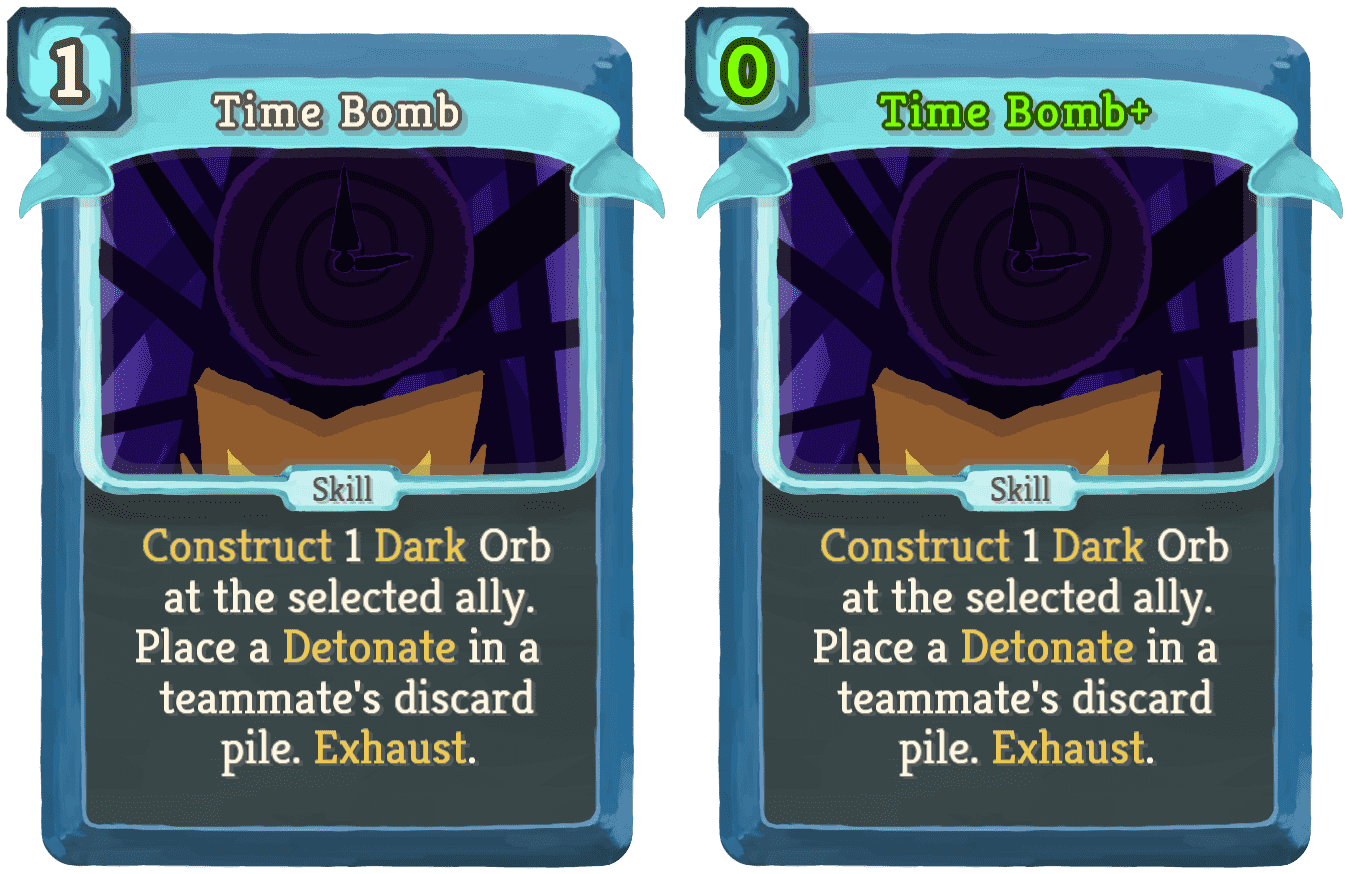 1
Time Bomb
Skill
Construct 1 Dark Orb
at the selected ally.
Place a Detonate in a
teammate's discard
pile. Exhaust.
0
Time Bomb+
Skill
Construct 1 Dark Orb
at the selected ally.
Place a Detonate in a
teammate's discard
pile. Exhaust.